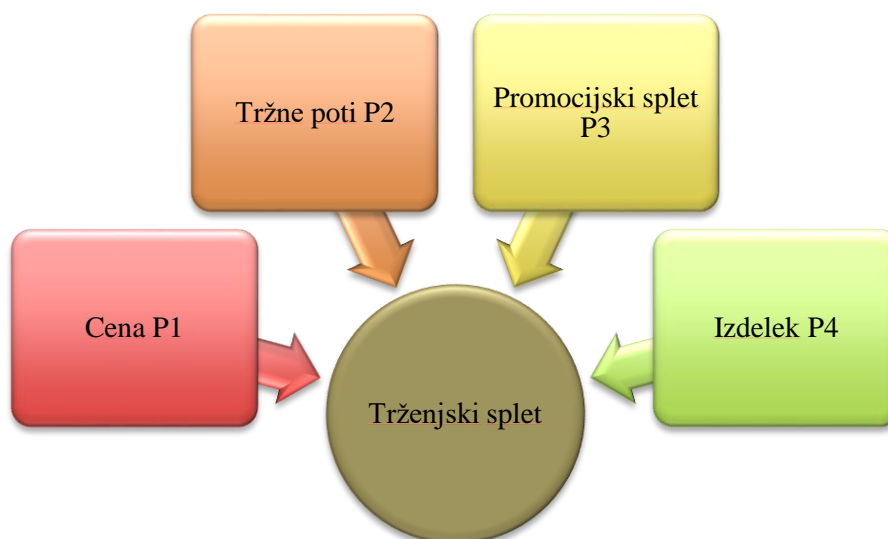 Tržne poti P2
Promocijski splet
P3
Cena P1
Izdelek P4
Trženjski splet